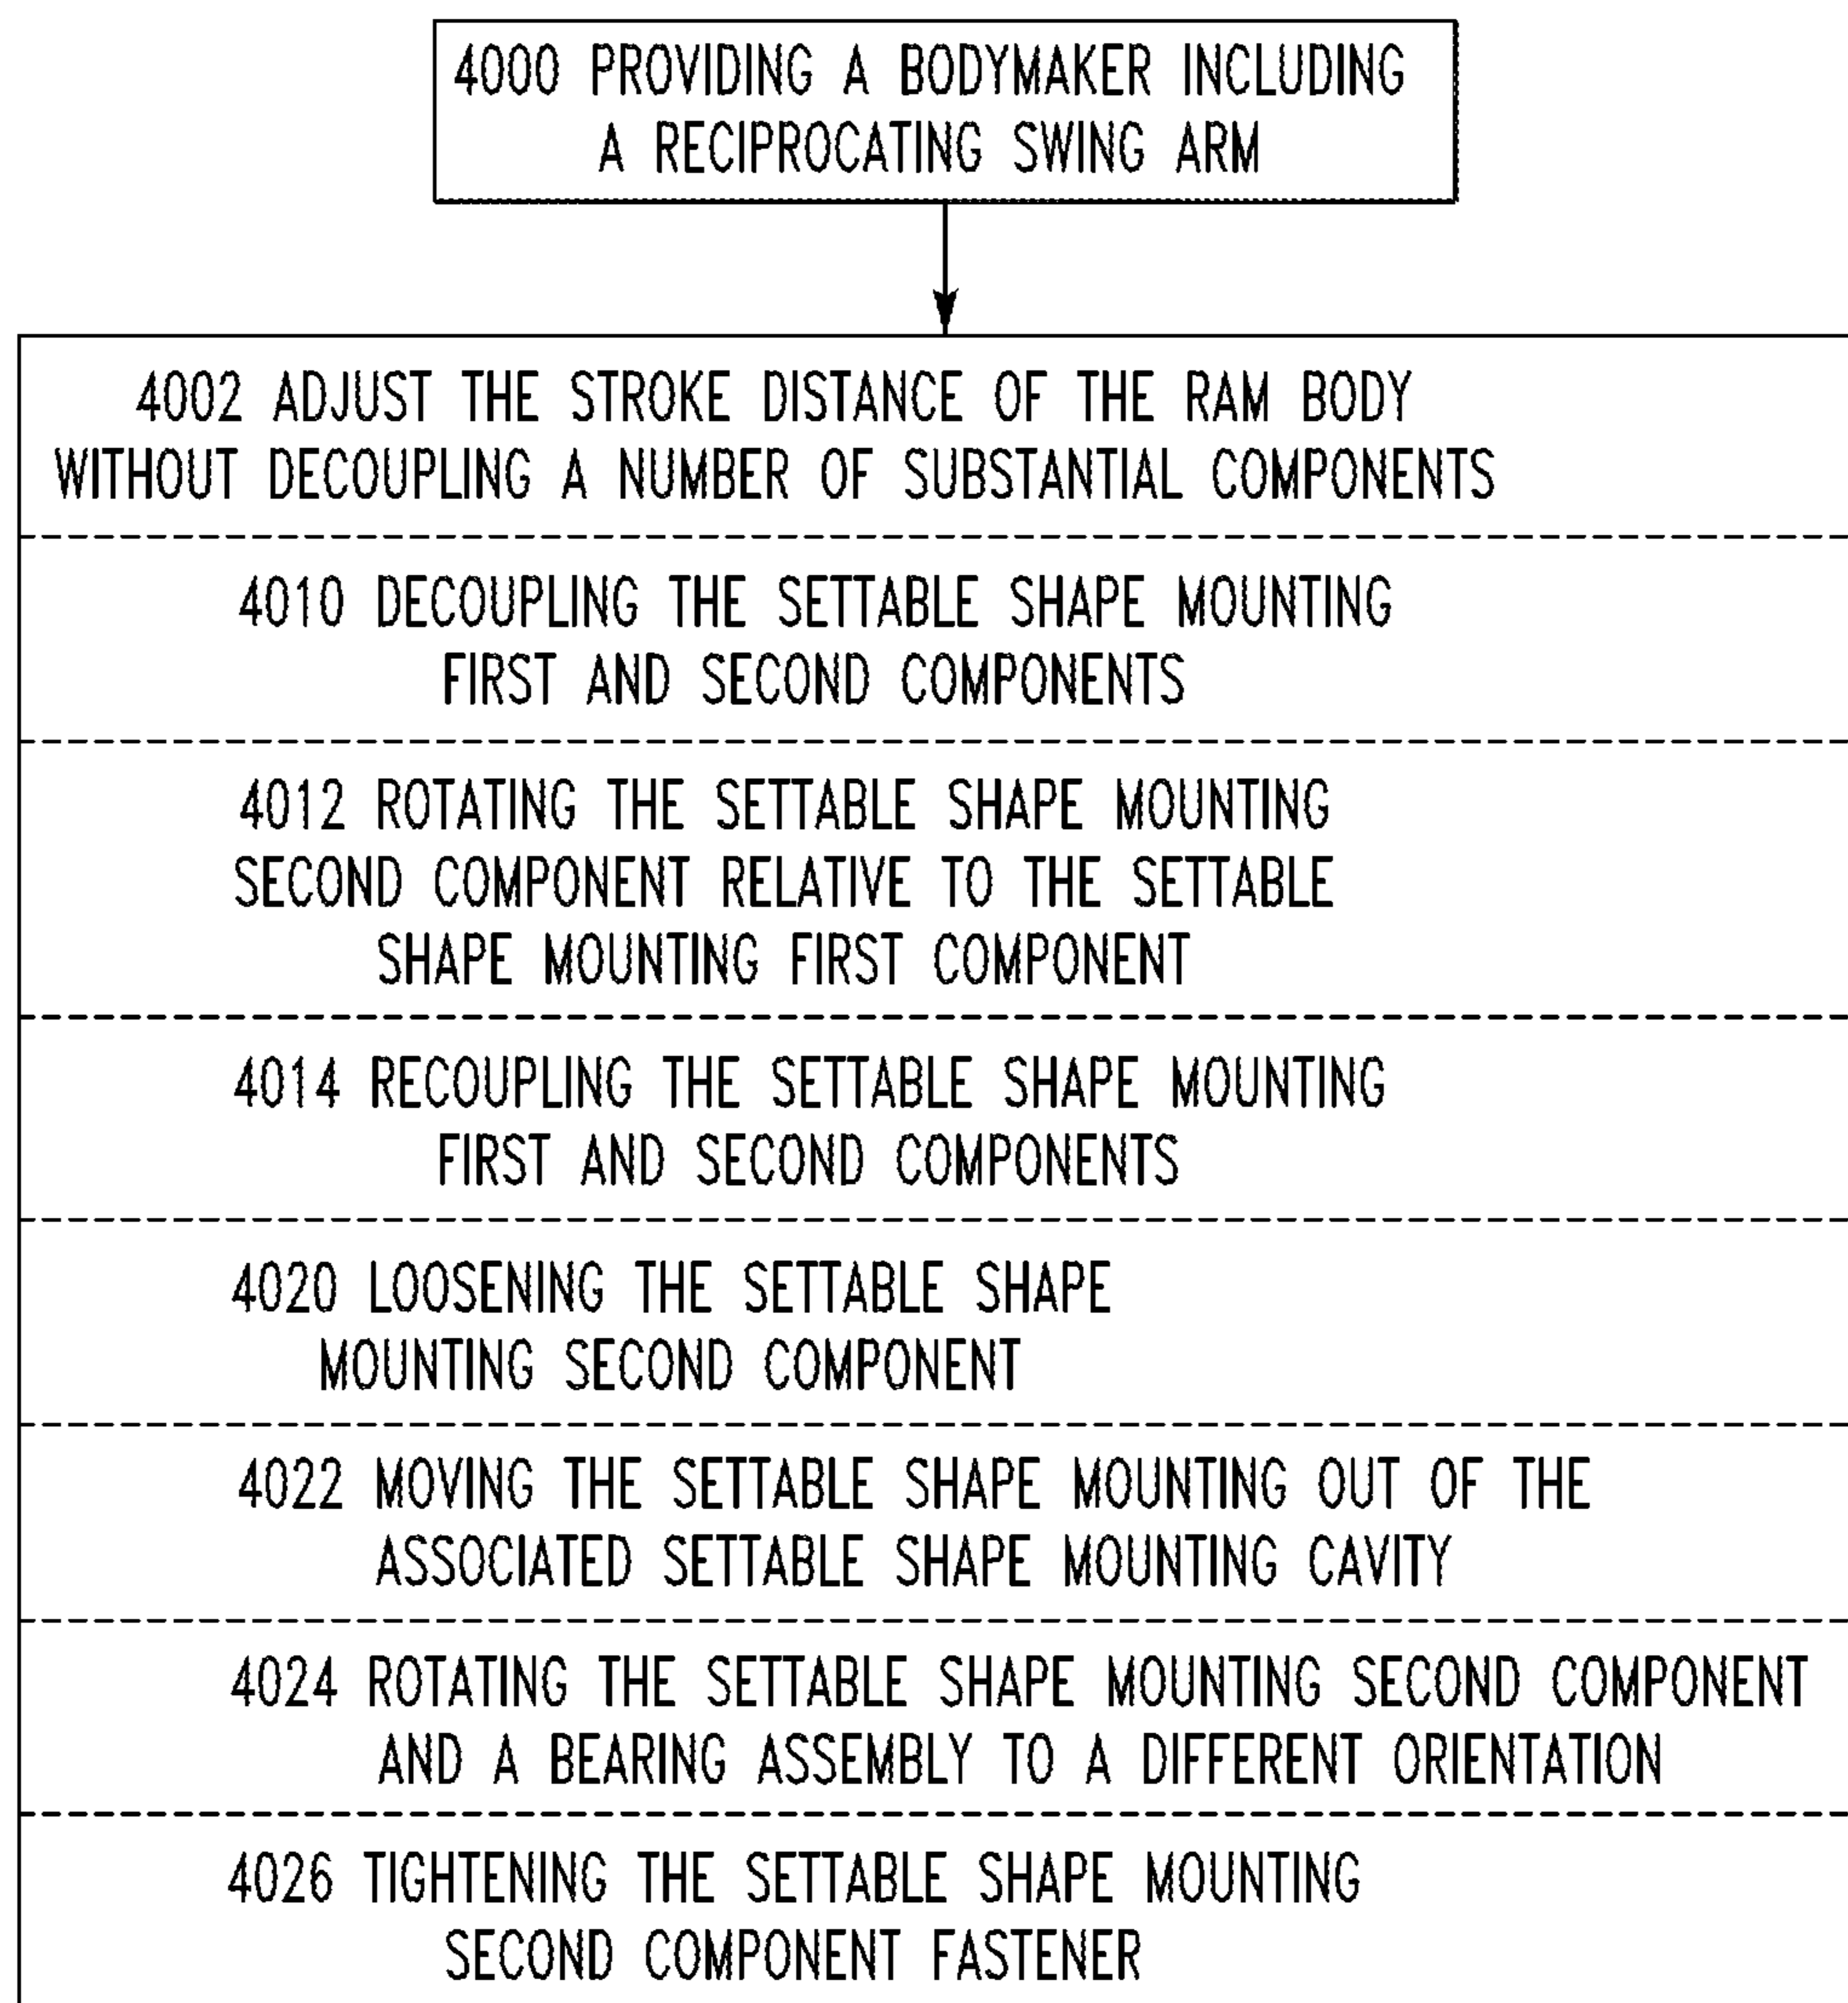 4000 PROVIDING A BODYMAKER INCLUDING
A RECIPROCATING SWING ARM
4002 ADJUST THE STROKE DISTANCE OF THE RAM BODY
WITHOUT DECOUPLING A NUMBER OF SUBSTANTIAL COMPONENTS
4010 DECOUPLING THE SETTABLE SHAPE MOUNTING
FIRST AND SECOND COMPONENTS
4012 ROTATING THE SETTABLE SHAPE MOUNTING
SECOND COMPONENT RELATIVE TO THE SETTABLE
SHAPE MOUNTING FIRST COMPONENT
4014 RECOUPLING THE SETTABLE SHAPE MOUNTING
FIRST AND SECOND COMPONENTS
4020 LOOSENING THE SETTABLE SHAPE
MOUNTING SECOND COMPONENT
4022 MOVING THE SETTABLE SHAPE MOUNTING OUT OF THE
ASSOCIATED SETTABLE SHAPE MOUNTING CAVITY
4024 ROTATING THE SETTABLE SHAPE MOUNTING SECOND COMPONENT
AND A BEARING ASSEMBLY TO A DIFFERENT ORIENTATION
4026 TIGHTENING THE SETTABLE SHAPE MOUNTING
SECOND COMPONENT FASTENER